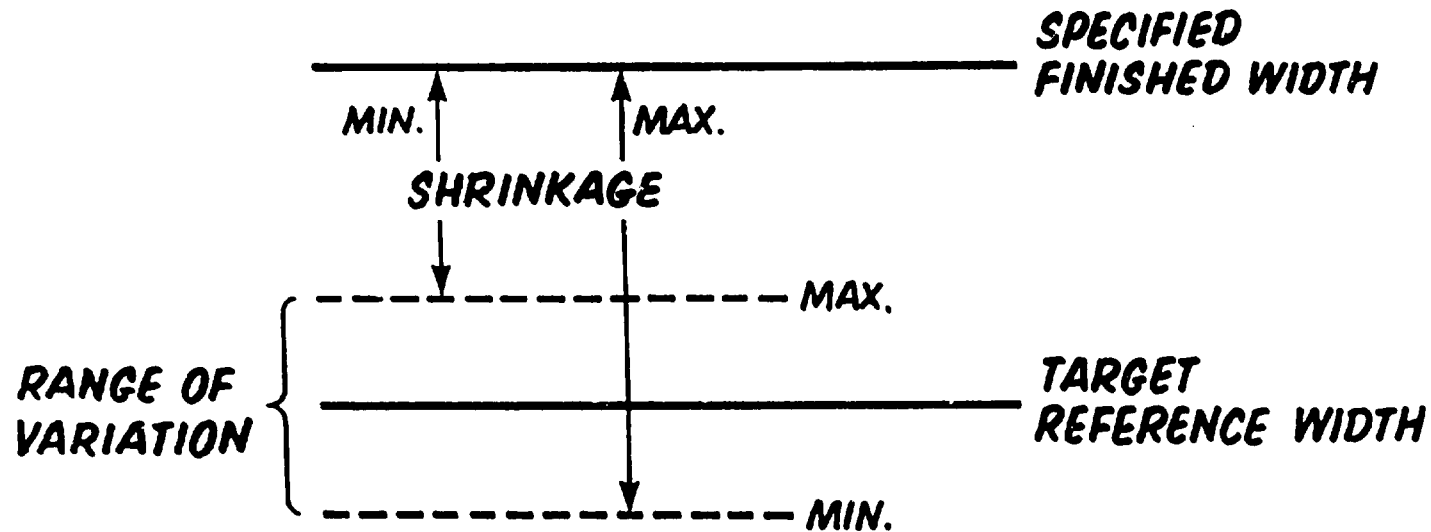 SPECIFIED
FINISHED WIDTH
MIN.
MAX.
SHRINKAGE
MAX.
RANGE OF
VARIATION
TARGET
REFERENCE WIDTH
MIN.